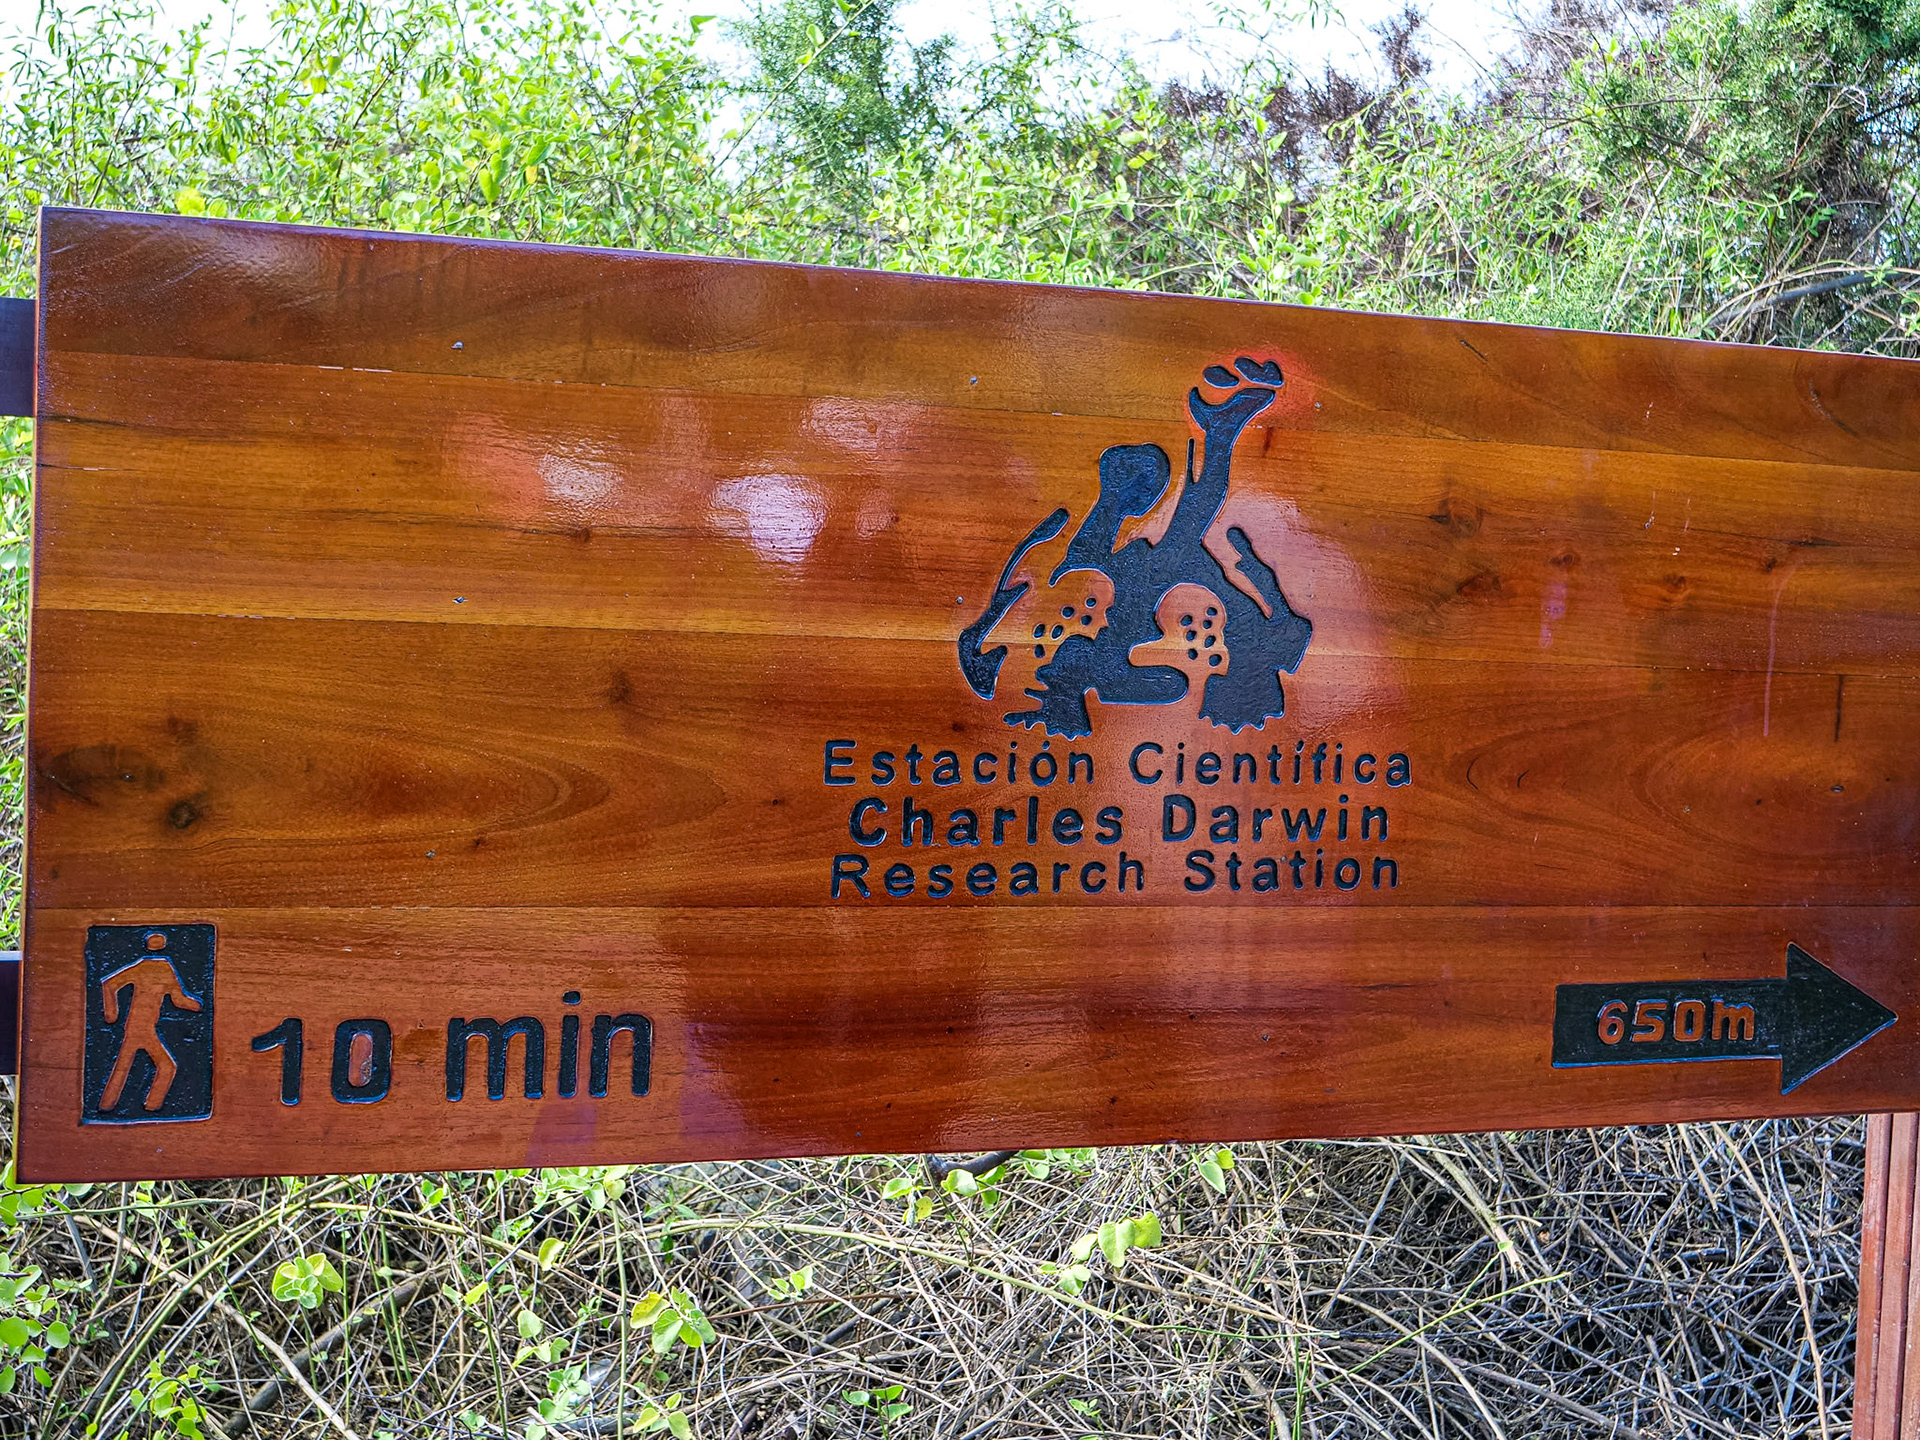 Estación Científica
Charles Darwin
Research Station
10 min
650m